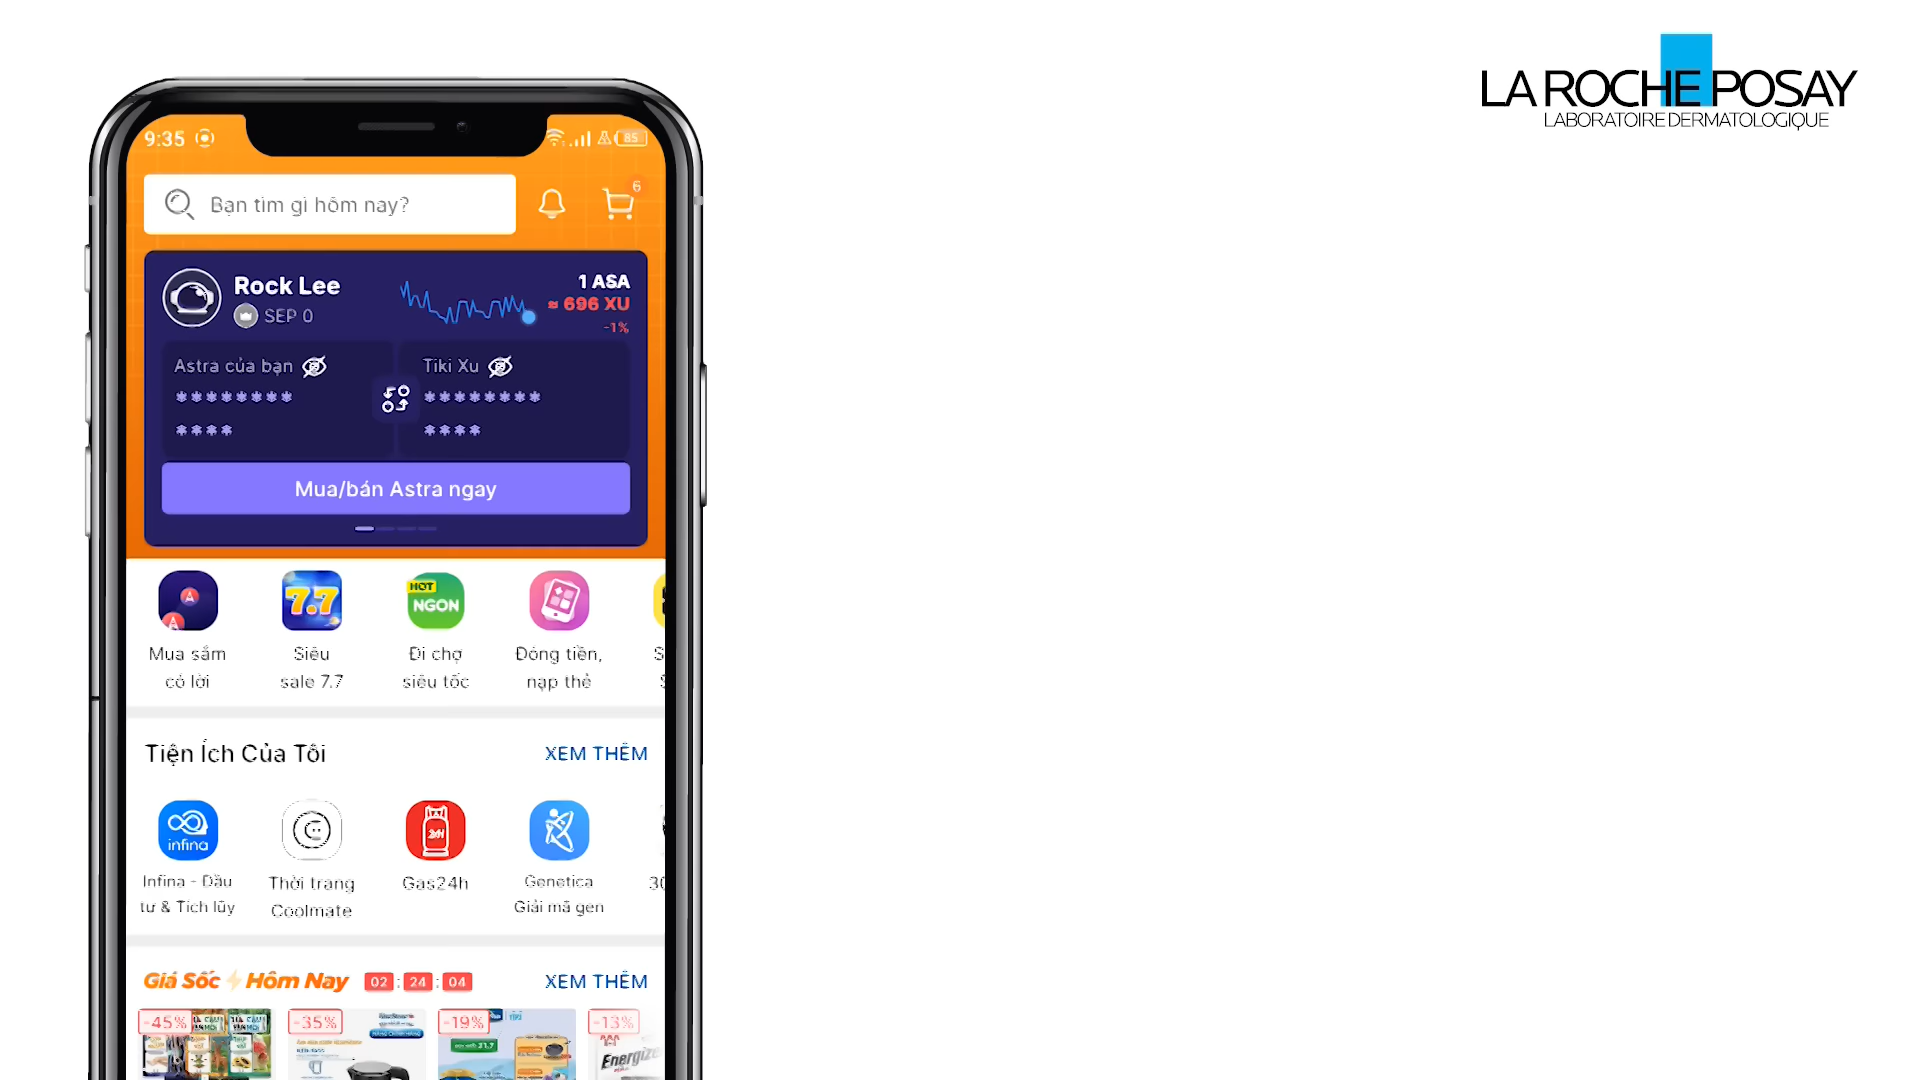 LA ROCHE POSAY
LABORATOIRE DERMATOLOGIQUE
9:35
85
Bạn tìm gì hôm nay?
6
Rock Lee
SEP 0
1 ASA
≈ 696 XU
-1%
Astra của bạn
Tiki Xu
******** ********
**** ****
Mua/bán Astra ngay
7.7
HOT
NGON
Mua sắm
có lời
Siêu
sale 7.7
Đi chợ
siêu tốc
Đóng tiền,
nạp thẻ
Tiện Ích Của Tôi
XEM THÊM
infina
24H
Infina - Đầu
tư & Tích lũy
Thời trang
Coolmate
Gas24h
Genetica
Giải mã gen
30
Giá Sốc Hôm Nay
02 : 24 : 04
XEM THÊM
-45%
-35%
-19%
-13%
Energize